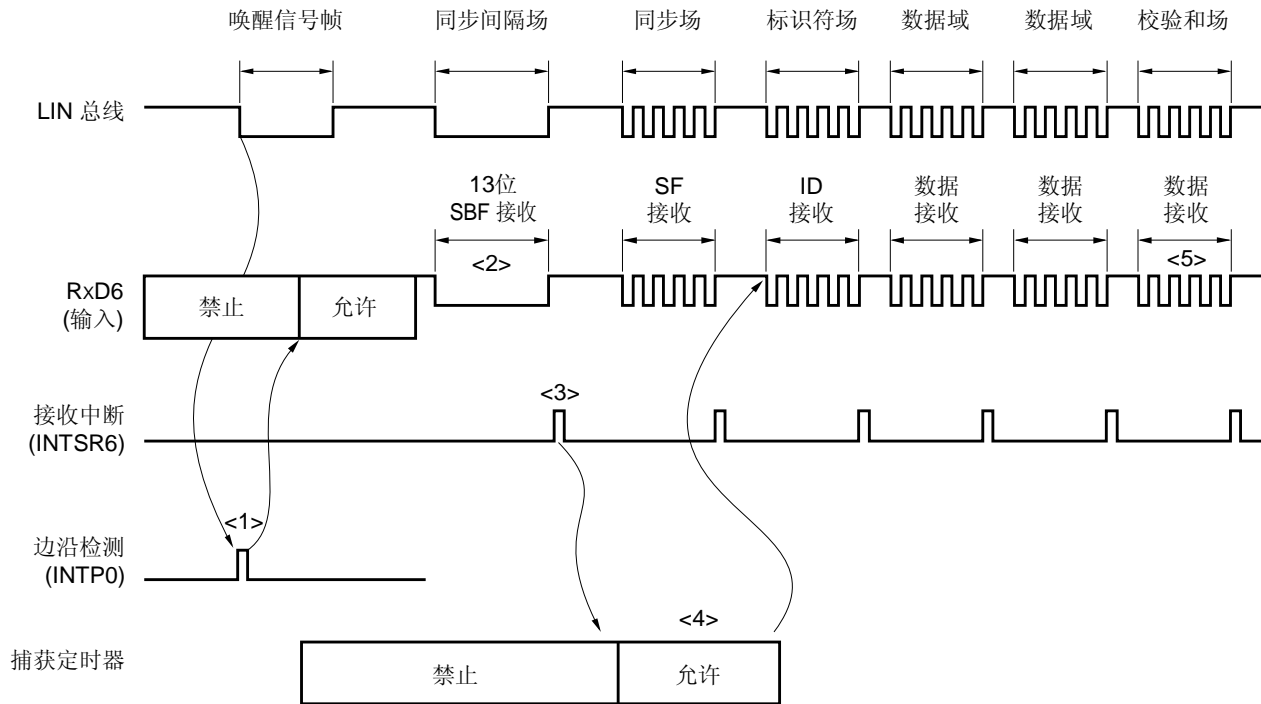 唤醒信号帧
同步间隔场
同步场
标识符场
数据域
数据域
校验和场
LIN 总线
13位
SBF 接收
SF
接收
ID
接收
数据
接收
数据
接收
数据
接收
<2>
<5>
RxD6
(输入)
禁止
允许
<3>
接收中断
(INTSR6)
<1>
边沿检测
(INTP0)
<4>
捕获定时器
禁止
允许